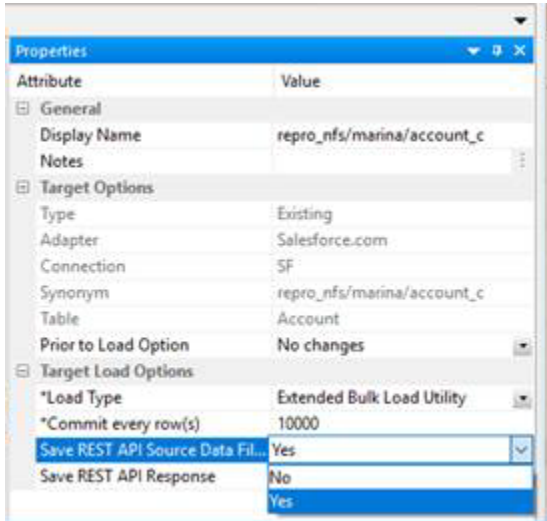 Properties
Attribute Value
General
Display Name repro_nfs/marina/account_c
Notes
Target Options
Type Existing
Adapter Salesforce.com
Connection SF
Synonym repro_nfs/marina/account_c
Table Account
Prior to Load Option No changes
Target Load Options
*Load Type Extended Bulk Load Utility
*Commit every row(s) 10000
Save REST API Source Data Fil... Yes
Save REST API Response No
Yes